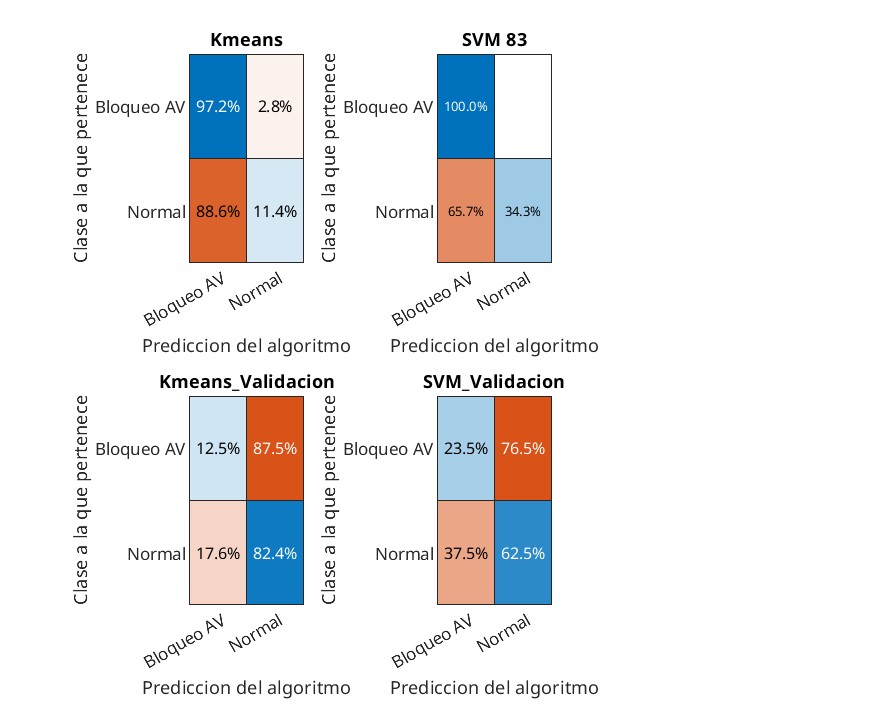 Kmeans
Clase a la que pertenece
Bloqueo AV
97.2%
2.8%
Normal
88.6%
11.4%
Bloqueo AV
Normal
Prediccion del algoritmo
SVM 83
Clase a la que pertenece
Bloqueo AV
100.0%
Normal
65.7%
34.3%
Bloqueo AV
Normal
Prediccion del algoritmo
Kmeans_Validacion
Clase a la que pertenece
Bloqueo AV
12.5%
87.5%
Normal
17.6%
82.4%
Bloqueo AV
Normal
Prediccion del algoritmo
SVM_Validacion
Clase a la que pertenece
Bloqueo AV
23.5%
76.5%
Normal
37.5%
62.5%
Bloqueo AV
Normal
Prediccion del algoritmo